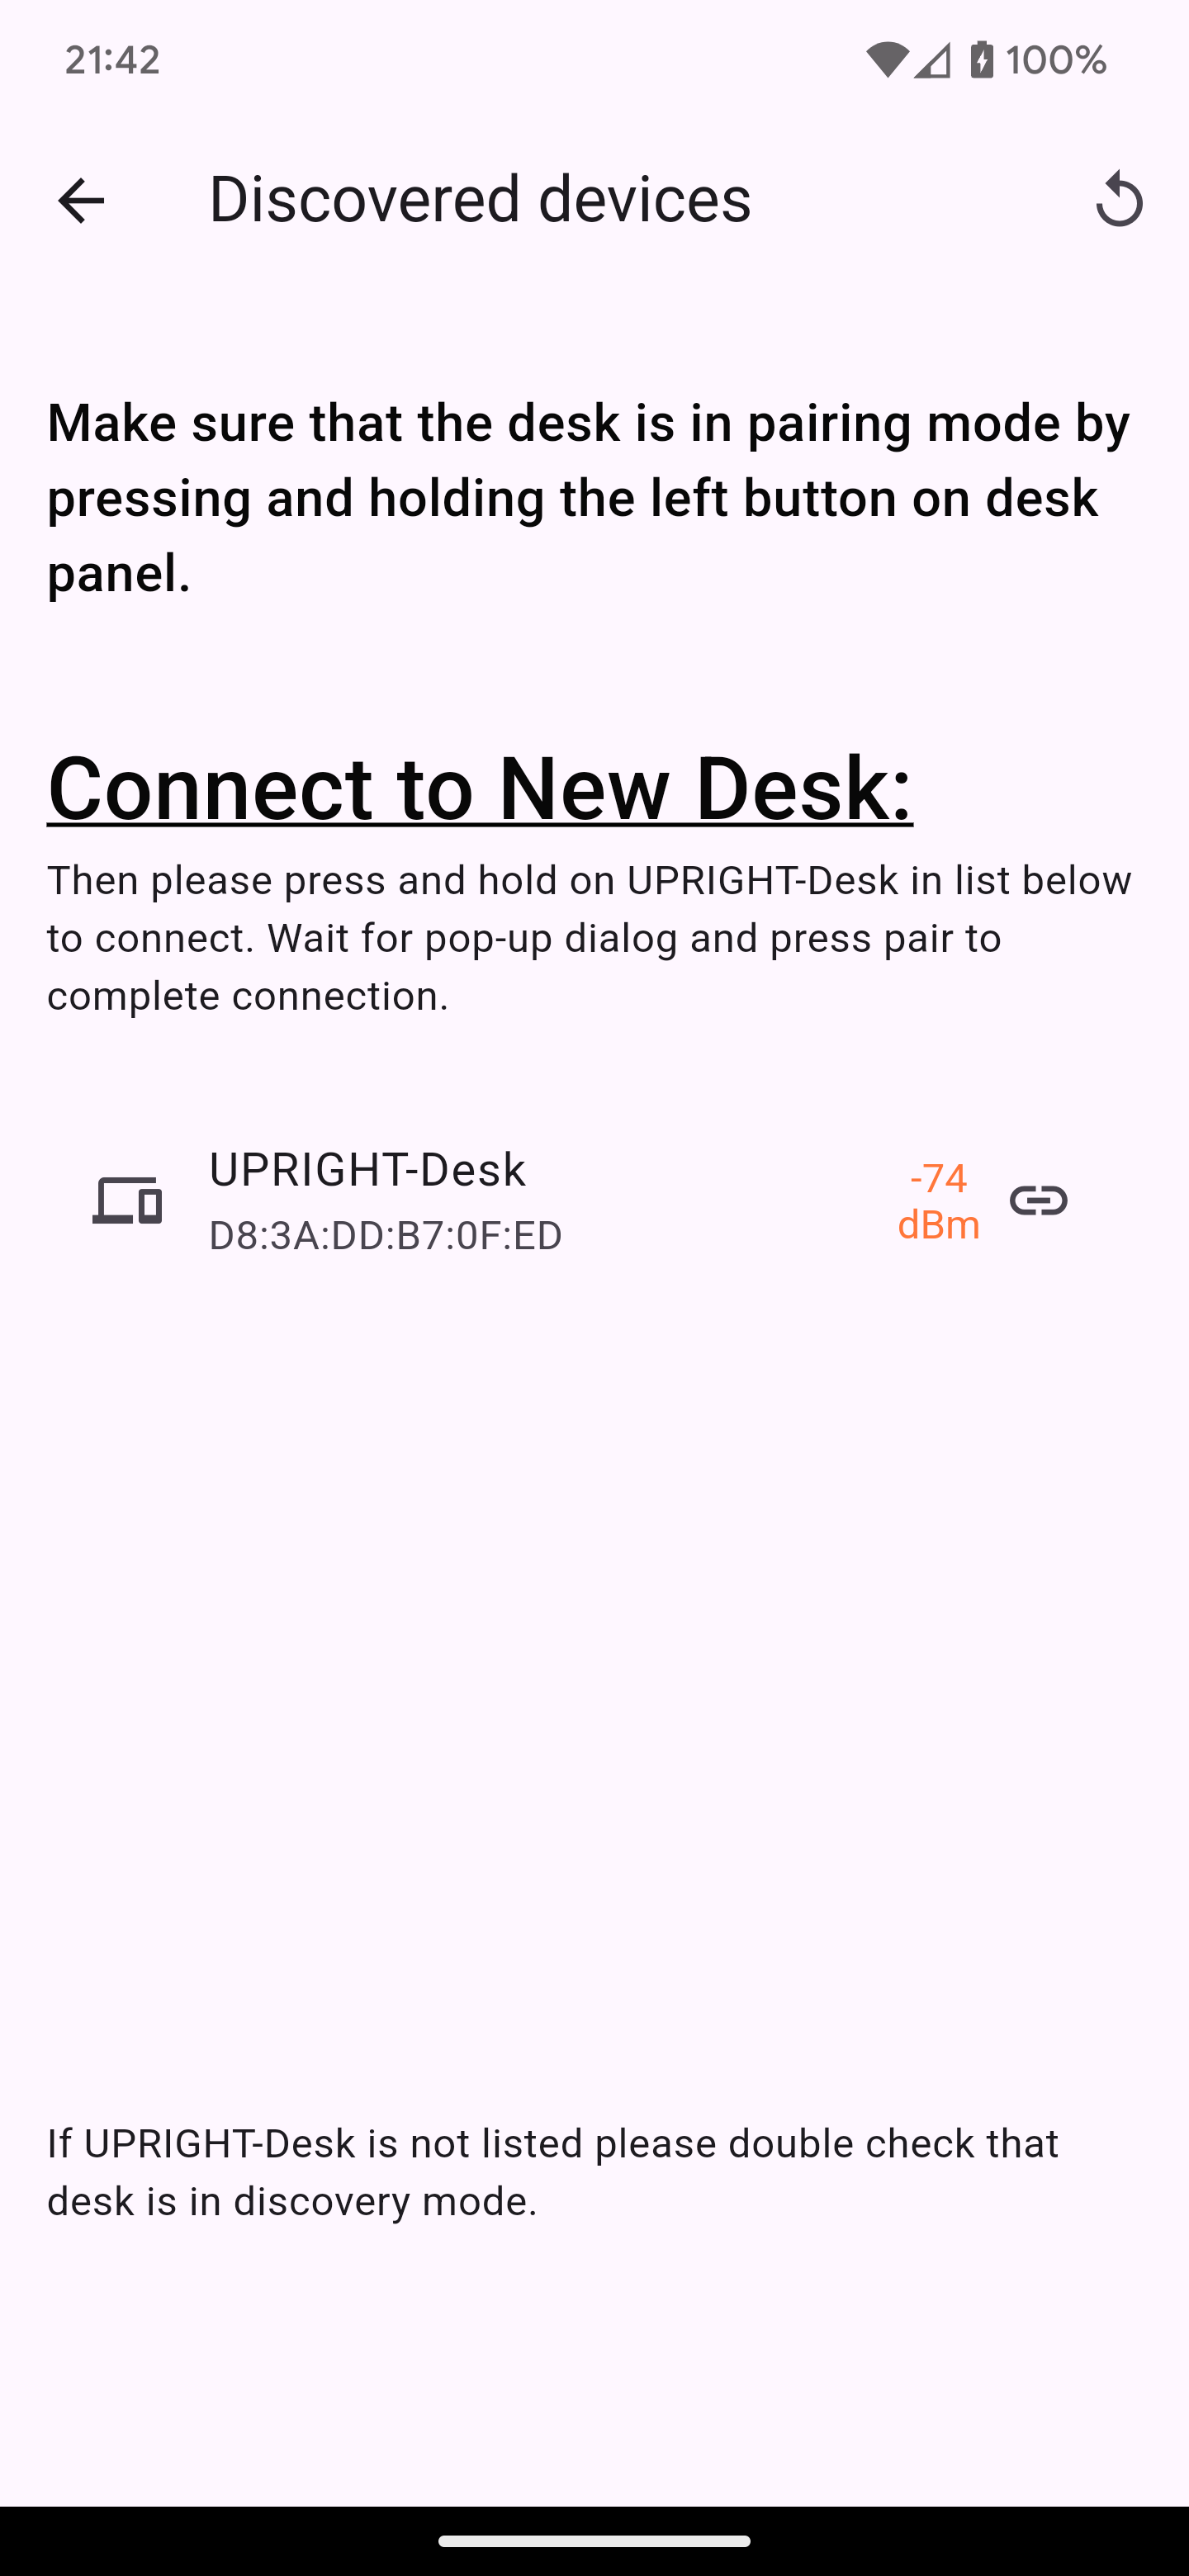 21:42
100%
Discovered devices
Make sure that the desk is in pairing mode by
pressing and holding the left button on desk
panel.
Connect to New Desk:
Then please press and hold on UPRIGHT-Desk in list below
to connect. Wait for pop-up dialog and press pair to
complete connection.
UPRIGHT-Desk
D8:3A:DD:B7:0F:ED
-74
dBm
If UPRIGHT-Desk is not listed please double check that
desk is in discovery mode.